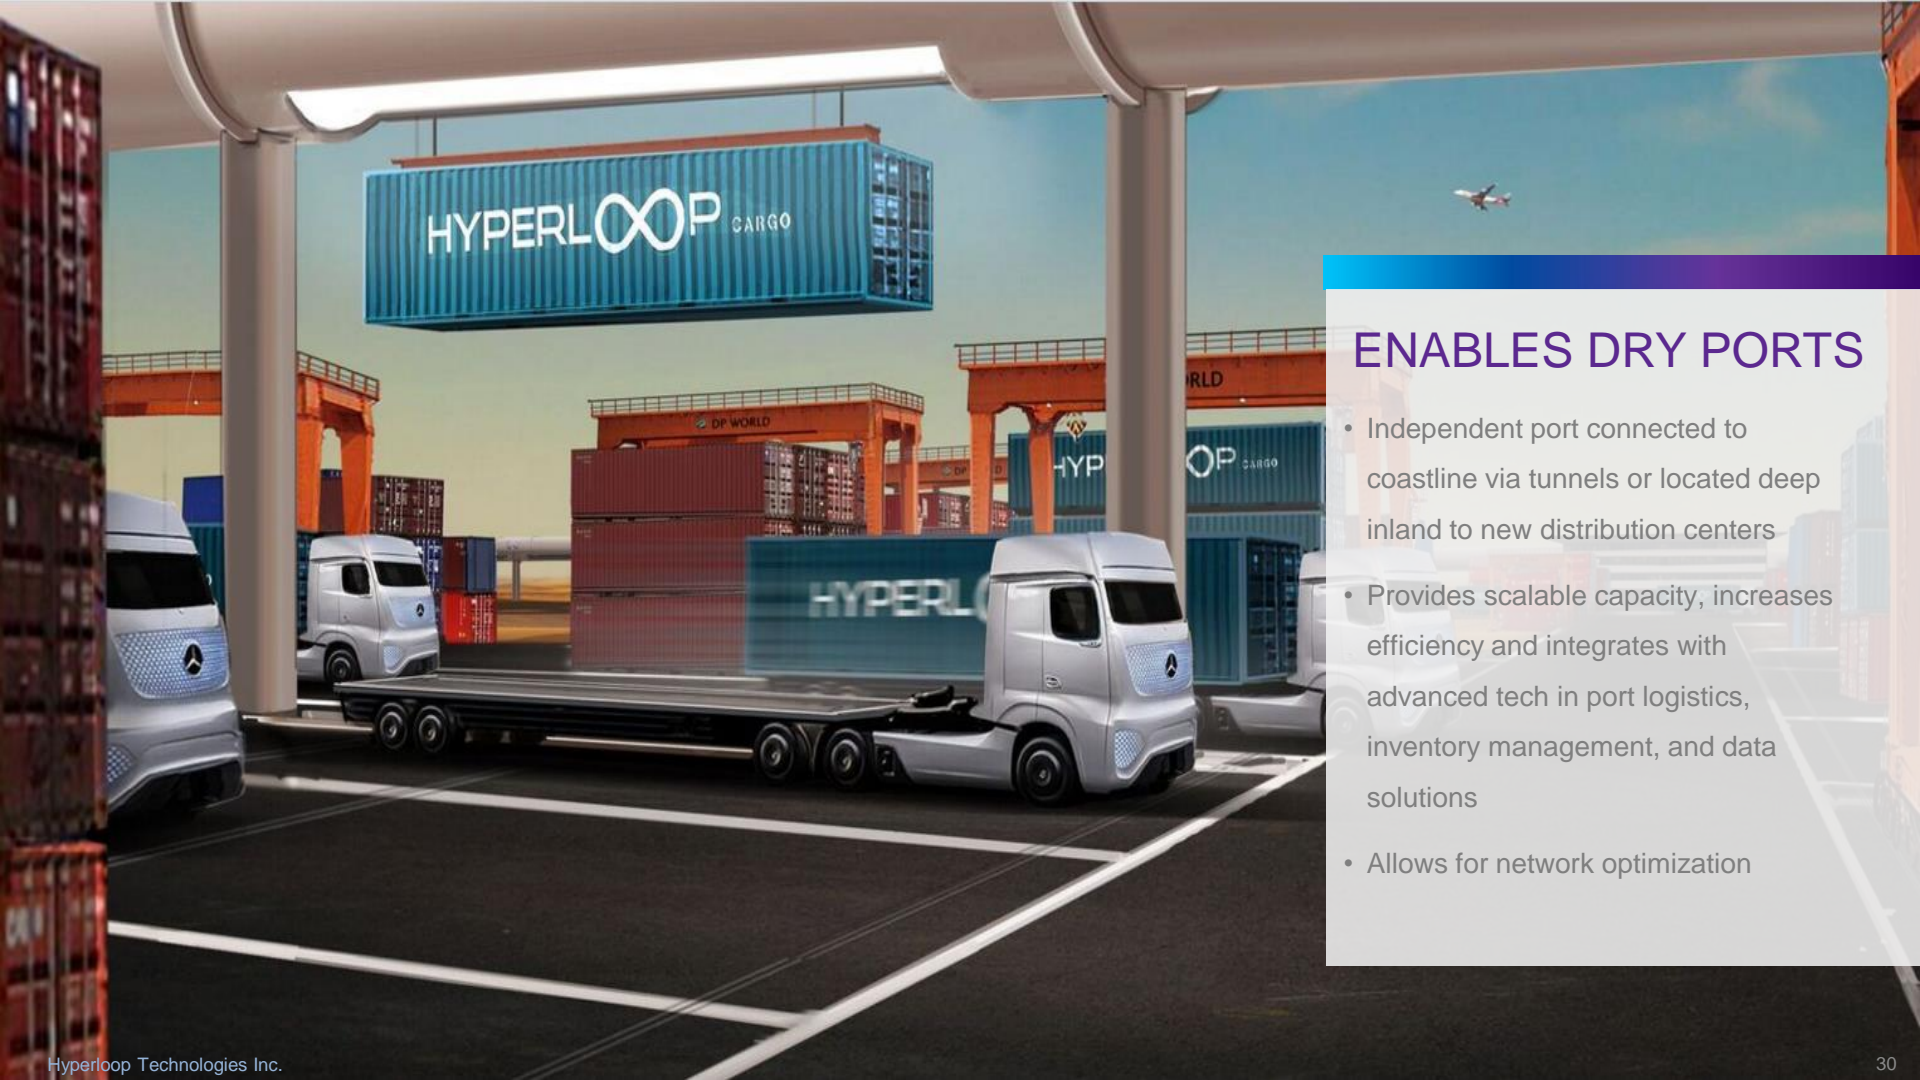 HYPERLOOP CARGO
ENABLES DRY PORTS
RLD
DP WORLD
• Independent port connected to
coastline via tunnels or located deep
inland to new distribution centers
HYP OOP CARGO
DP
• Provides scalable capacity, increases
efficiency and integrates with
advanced tech in port logistics,
inventory management, and data
solutions
HYPERL
• Allows for network optimization
Hyperloop Technologies Inc.
30